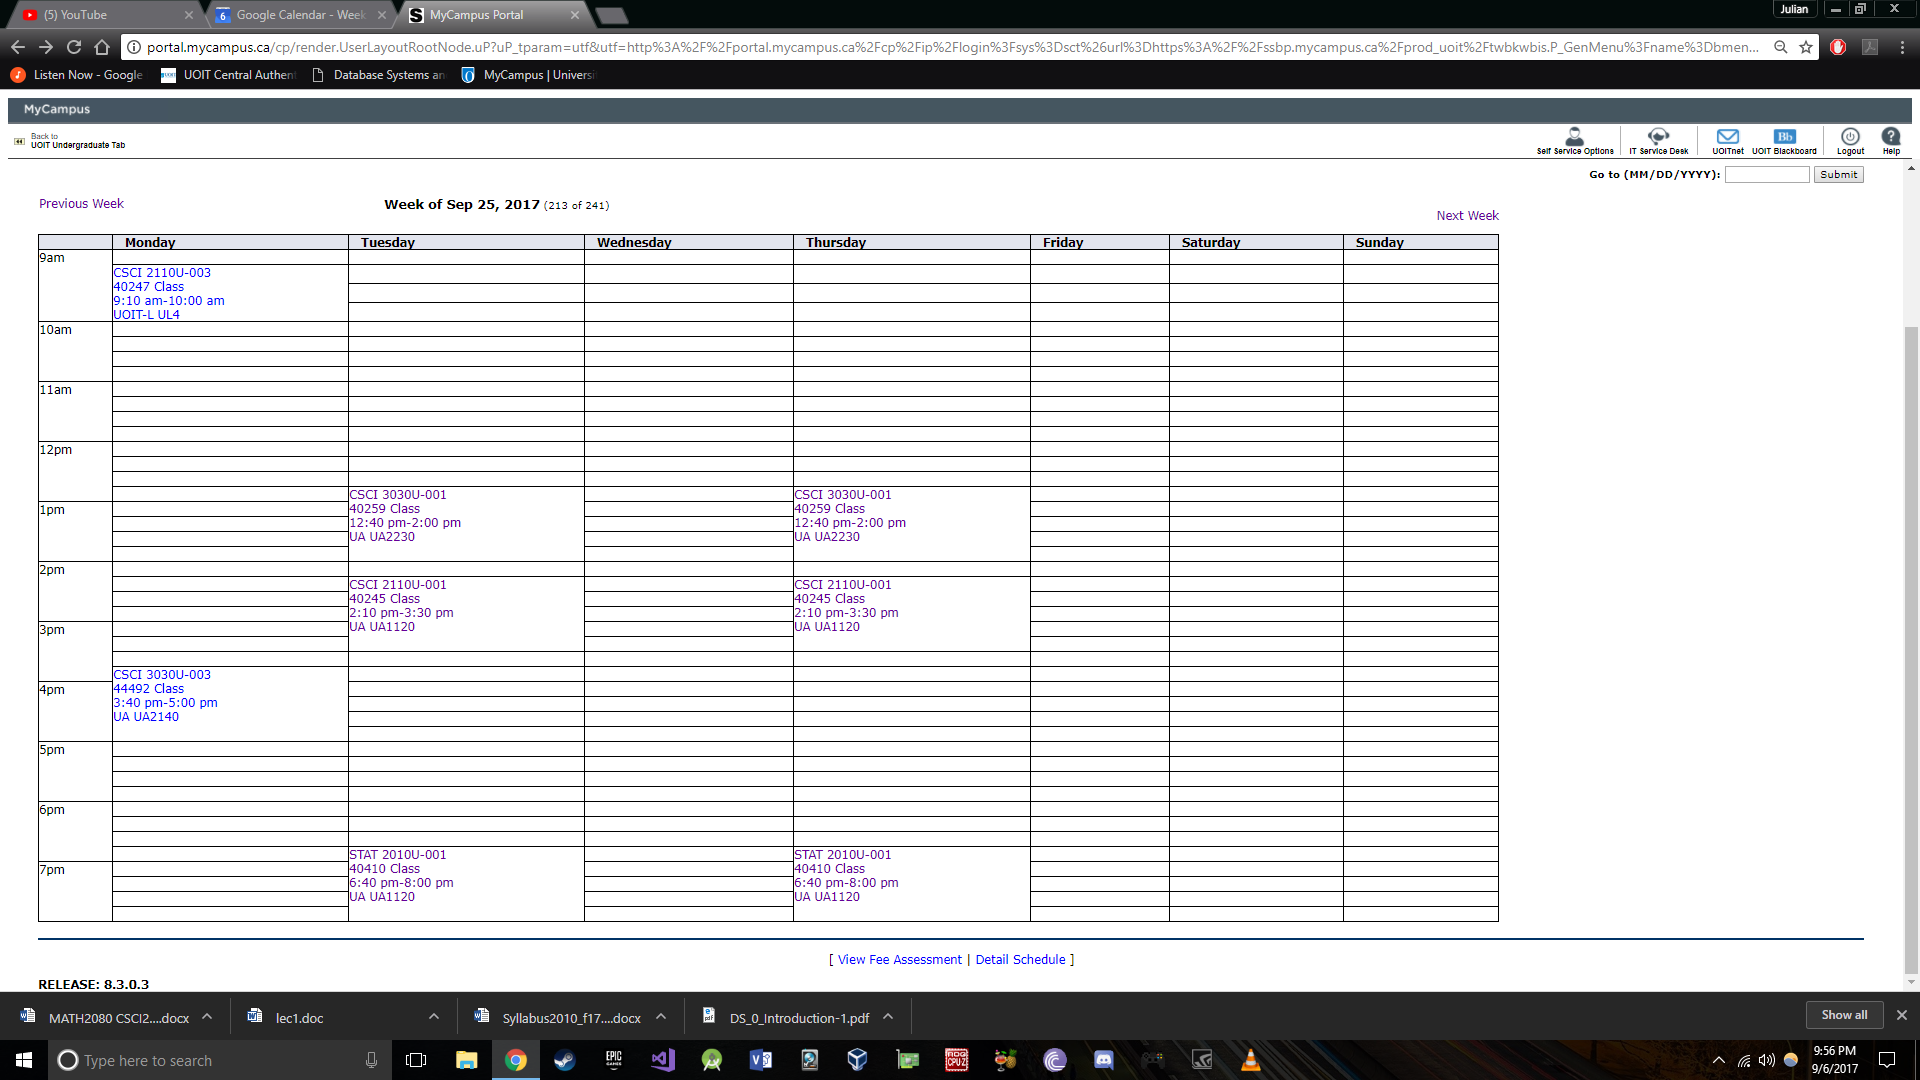 (5) YouTube
Google Calendar - Week
MyCampus Portal
Julian
portal.mycampus.ca/cp/render.UserLayoutRootNode.uP?uP_tparam=utf&utf=http%3A%2F%2Fportal.mycampus.ca%2Fcp%2Fip%2Flogin%3Fsys%3Dsct%26url%3Dhttps%3A%2F%2Fssbp.mycampus.ca%2Fprod_uoit%2Ftwbkwbis.P_GenMenu%3Fname%3Dbmen...
Listen Now - Google
UOIT Central Authent
Database Systems an
MyCampus | Universi
MyCampus
Back to
UOIT Undergraduate Tab
Self Service Options
IT Service Desk
UOITnet
Bb
UOIT Blackboard
Logout
Help
Go to (MM/DD/YYYY):
Submit
Previous Week
Week of Sep 25, 2017 (213 of 241)
Next Week
Monday Tuesday Wednesday Thursday Friday Saturday Sunday
9am
CSCI 2110U-003
40247 Class
9:10 am-10:00 am
UOIT-L UL4
10am
11am
12pm
CSCI 3030U-001
40259 Class
12:40 pm-2:00 pm
UA UA2230
CSCI 3030U-001
40259 Class
12:40 pm-2:00 pm
UA UA2230
1pm
2pm
CSCI 2110U-001
40245 Class
2:10 pm-3:30 pm
UA UA1120
CSCI 2110U-001
40245 Class
2:10 pm-3:30 pm
UA UA1120
3pm
CSCI 3030U-003
44492 Class
3:40 pm-5:00 pm
UA UA2140
4pm
5pm
6pm
STAT 2010U-001
40410 Class
6:40 pm-8:00 pm
UA UA1120
STAT 2010U-001
40410 Class
6:40 pm-8:00 pm
UA UA1120
7pm
[ View Fee Assessment | Detail Schedule ]
RELEASE: 8.3.0.3
MATH2080 CSCI2....docx
lec1.doc
Syllabus2010_f17....docx
DS_0_Introduction-1.pdf
Show all
Type here to search
EPIC
GAMES
CPU-Z
9:56 PM
9/6/2017